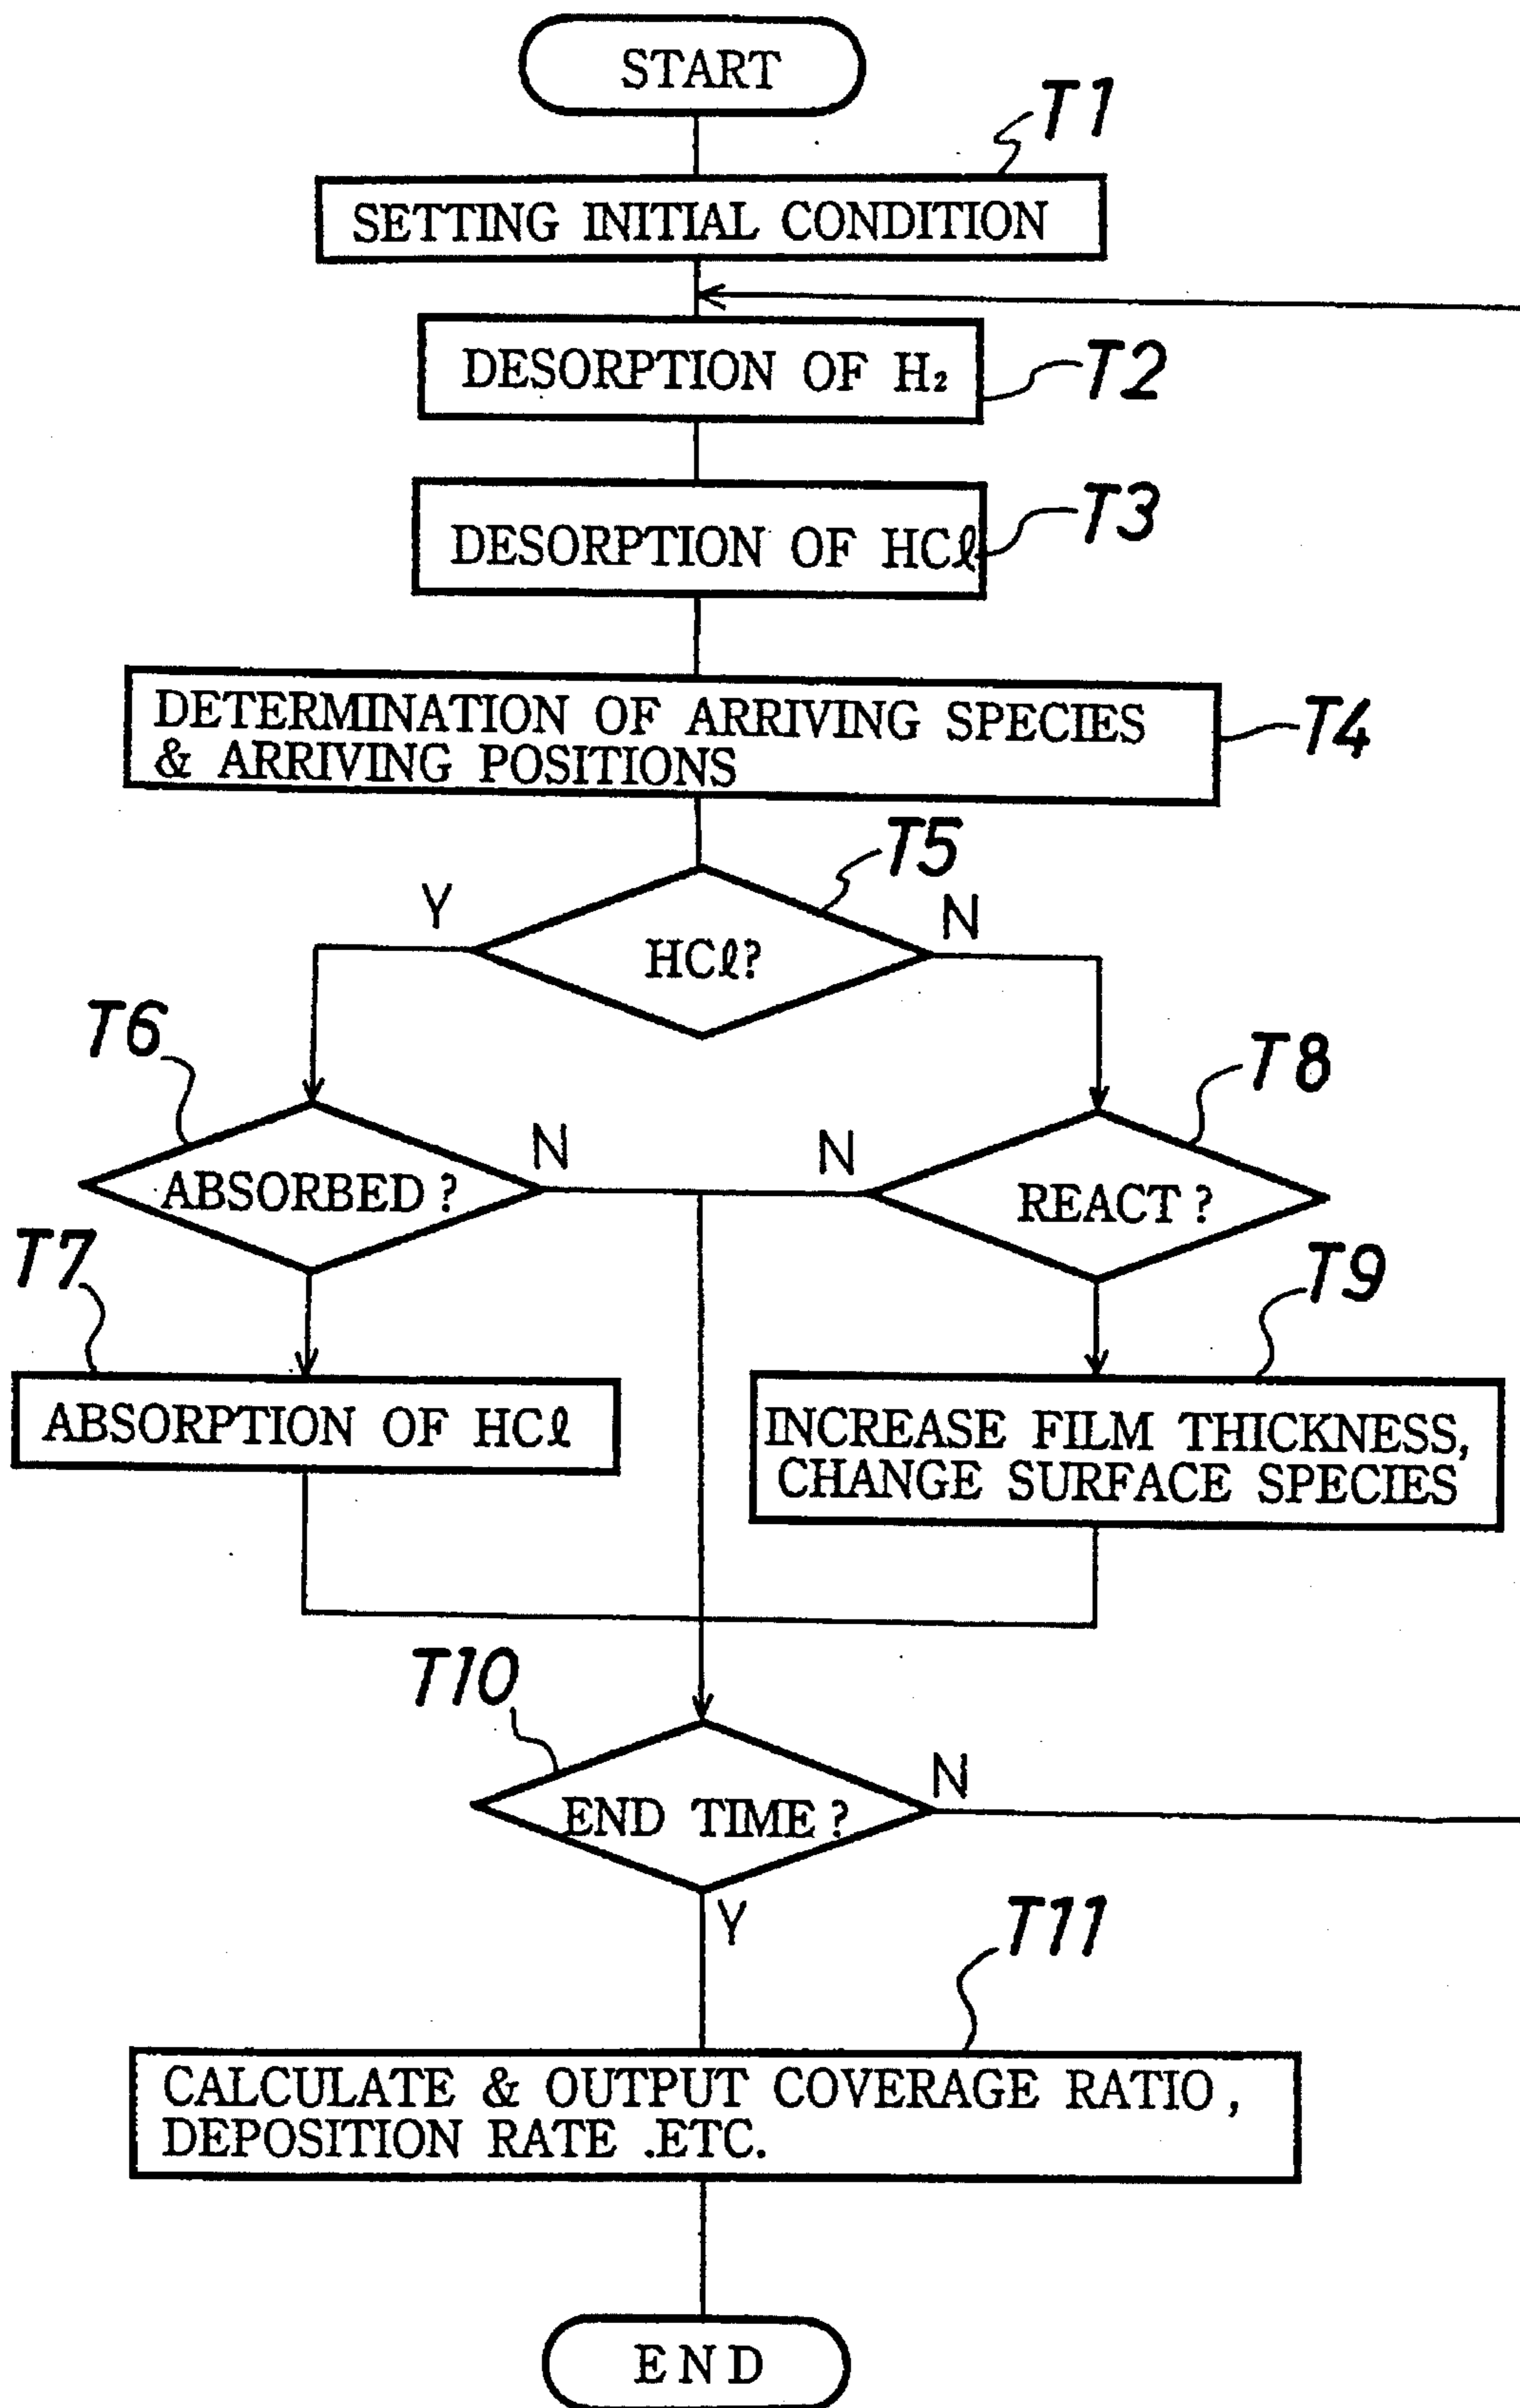 START
T1
SETTING INITIAL CONDITION
DESORPTION OF H₂
T2
DESORPTION OF HCℓ
T3
DETERMINATION OF ARRIVING SPECIES
& ARRIVING POSITIONS
T4
T5
Y
N
HCℓ?
T6
T8
N
N
ABSORBED?
REACT?
T7
T9
ABSORPTION OF HCℓ
INCREASE FILM THICKNESS,
CHANGE SURFACE SPECIES
T10
N
END TIME?
Y
T11
CALCULATE & OUTPUT COVERAGE RATIO,
DEPOSITION RATE .ETC.
END